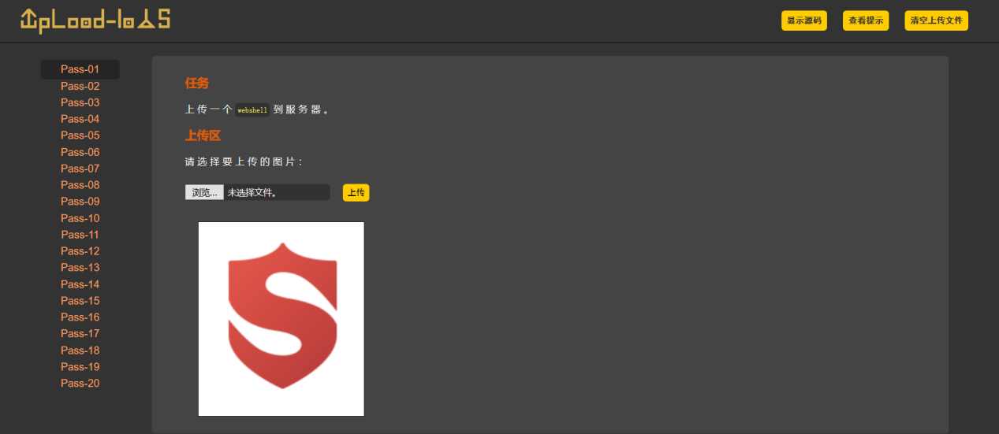 UpLoad-labs
显示源码 查看提示 清空上传文件
Pass-01
Pass-02
Pass-03
Pass-04
Pass-05
Pass-06
Pass-07
Pass-08
Pass-09
Pass-10
Pass-11
Pass-12
Pass-13
Pass-14
Pass-15
Pass-16
Pass-17
Pass-18
Pass-19
Pass-20
任务
上传一个 webshell 到服务器。
上传区
请选择要上传的图片：
浏览... 未选择文件。 上传
S